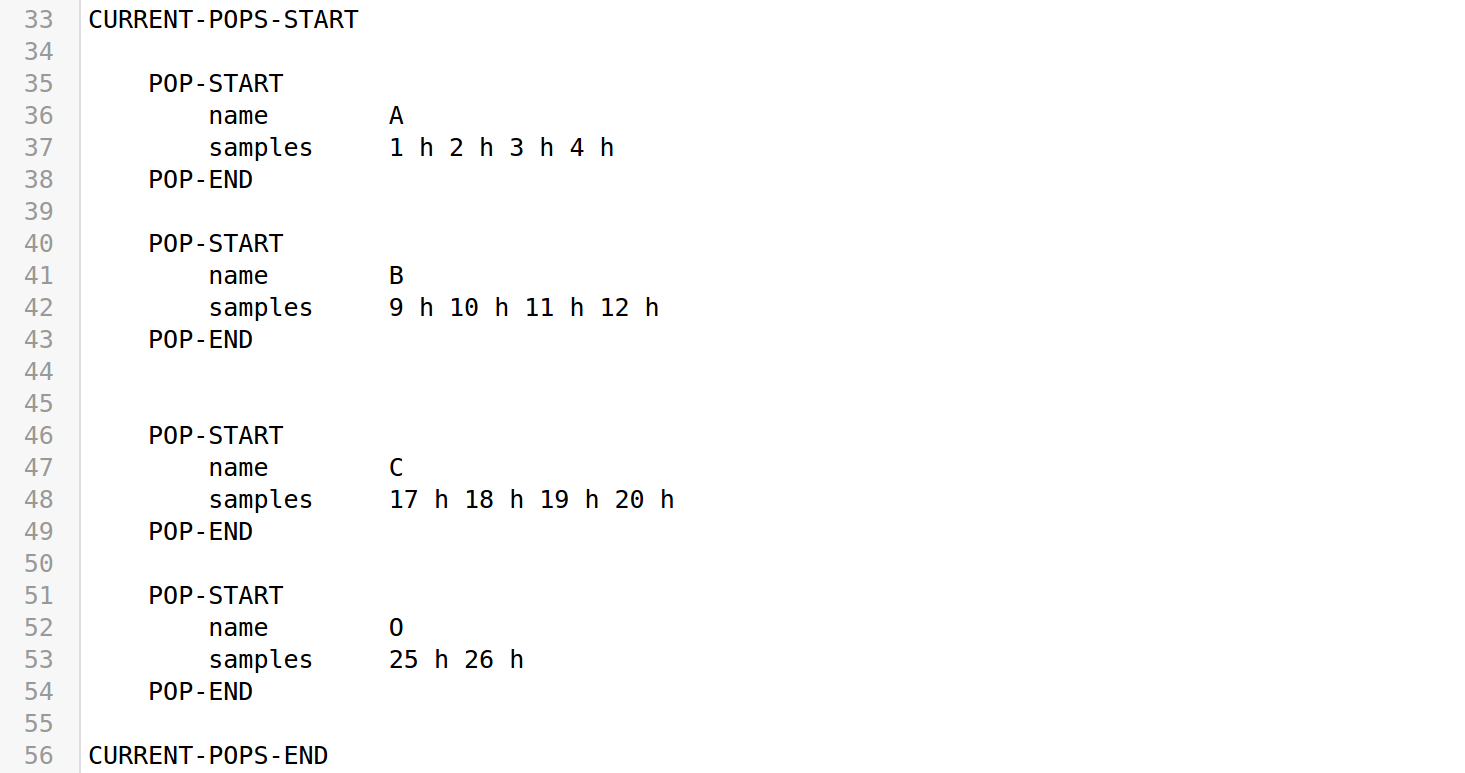 33 CURRENT-POPS-START
34
35     POP-START
36         name        A
37         samples     1 h 2 h 3 h 4 h
38     POP-END
39
40     POP-START
41         name        B
42         samples     9 h 10 h 11 h 12 h
43     POP-END
44
45
46     POP-START
47         name        C
48         samples     17 h 18 h 19 h 20 h
49     POP-END
50
51     POP-START
52         name        O
53         samples     25 h 26 h
54     POP-END
55
56 CURRENT-POPS-END